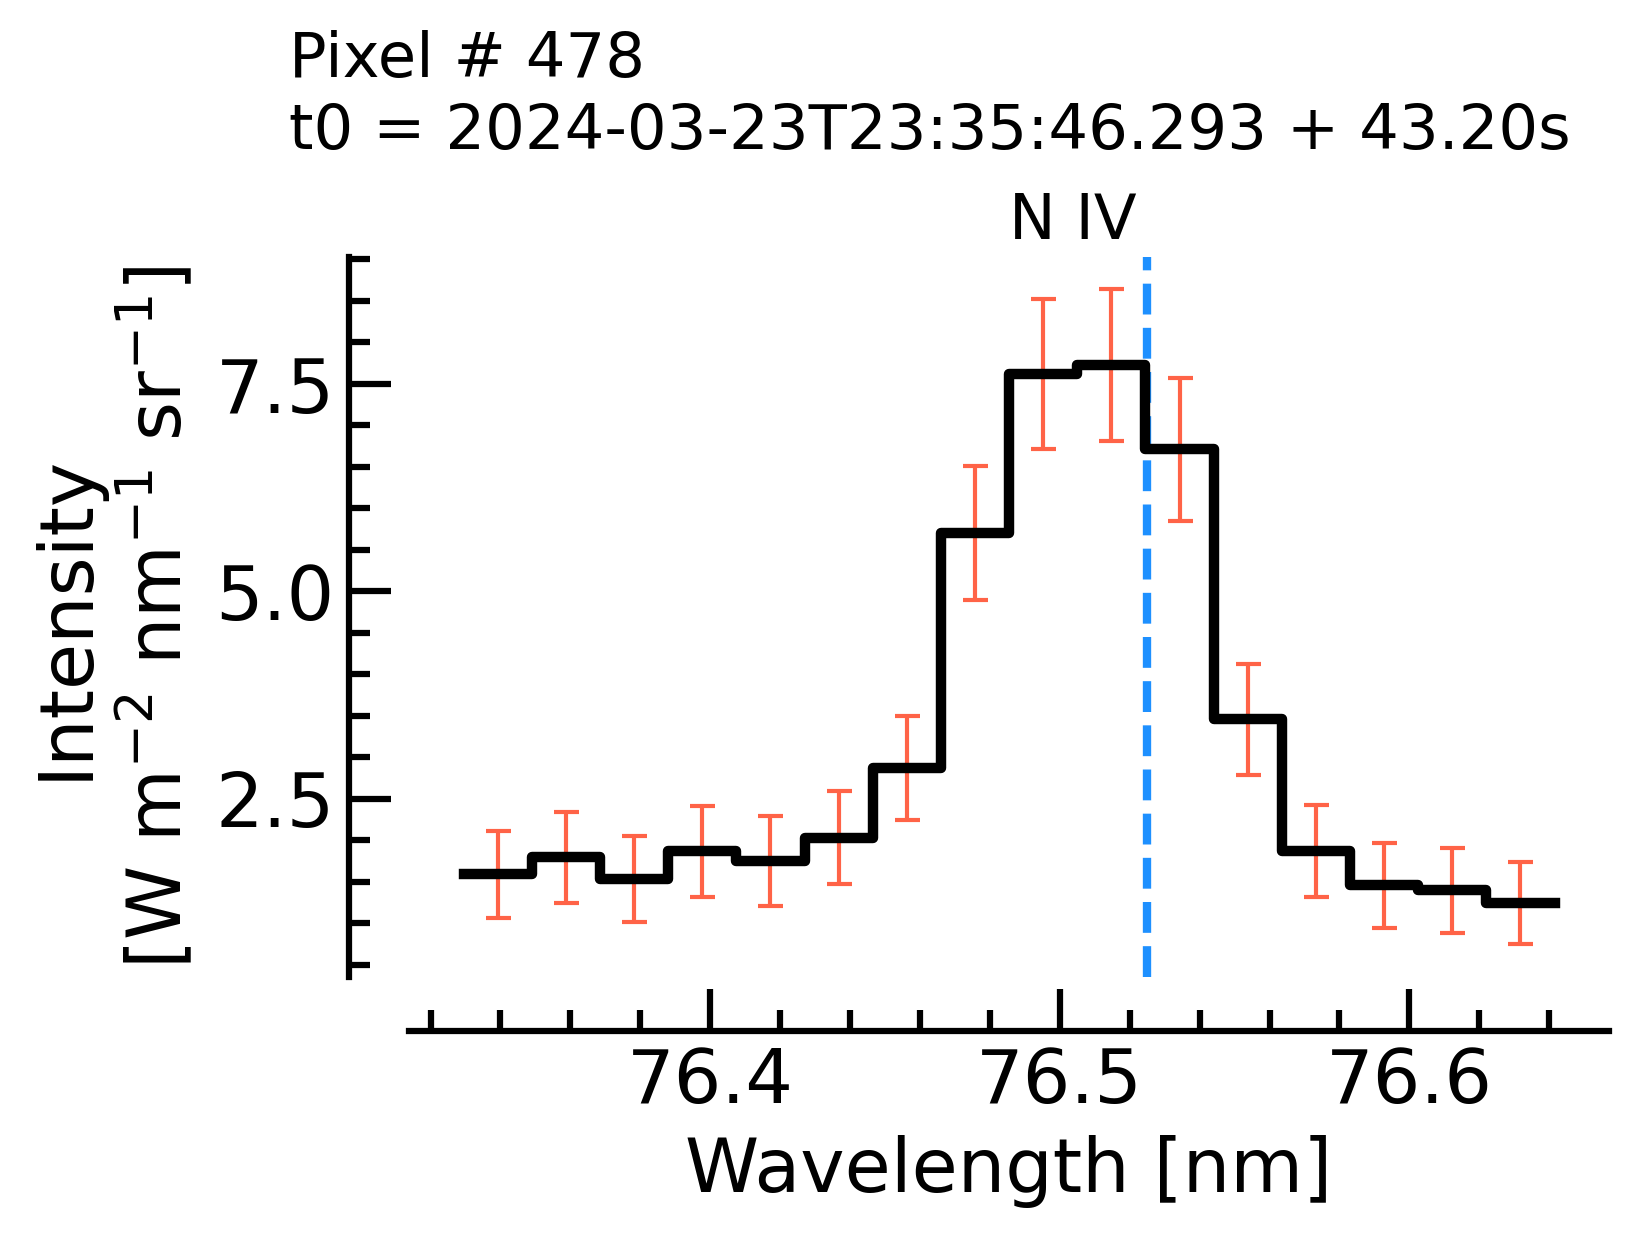 Pixel # 478
t0 = 2024-03-23T23:35:46.293 + 43.20s
N IV
Intensity
[W m⁻² nm⁻¹ sr⁻¹]
7.5
5.0
2.5
76.4 76.5 76.6
Wavelength [nm]